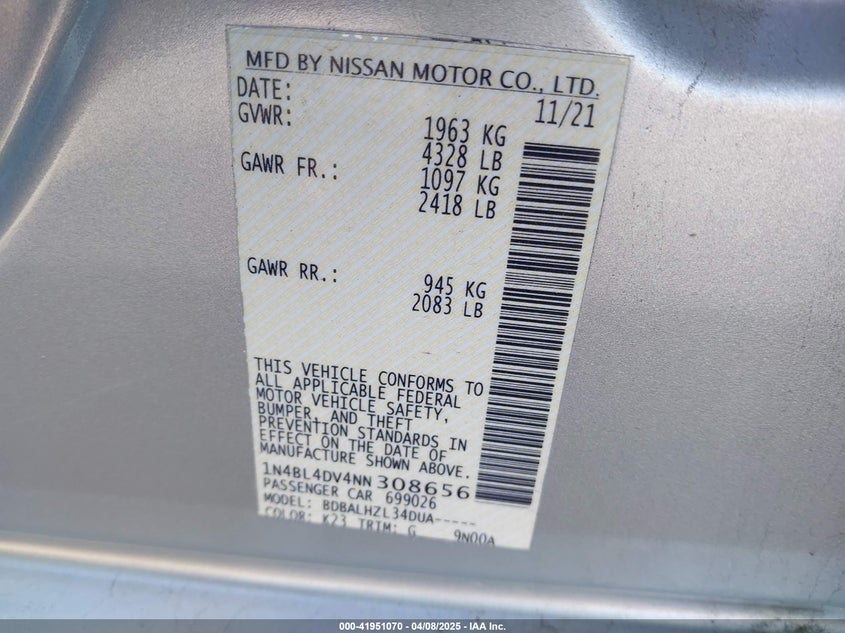 MFD BY NISSAN MOTOR CO., LTD.
DATE: 11/21
GVWR: 1963 KG
4328 LB
GAWR FR.: 1097 KG
2418 LB
GAWR RR.: 945 KG
2083 LB
THIS VEHICLE CONFORMS TO
ALL APPLICABLE FEDERAL
MOTOR VEHICLE SAFETY,
BUMPER, AND THEFT
PREVENTION STANDARDS IN
EFFECT ON THE DATE OF
MANUFACTURE SHOWN ABOVE.
1N4BL4DV4NN308656
PASSENGER CAR 699026
MODEL: BDBALHZL34DUA-----
COLOR: K23 TRIM: G 9N00A
000-41951070 - 04/08/2025 - IAA Inc.